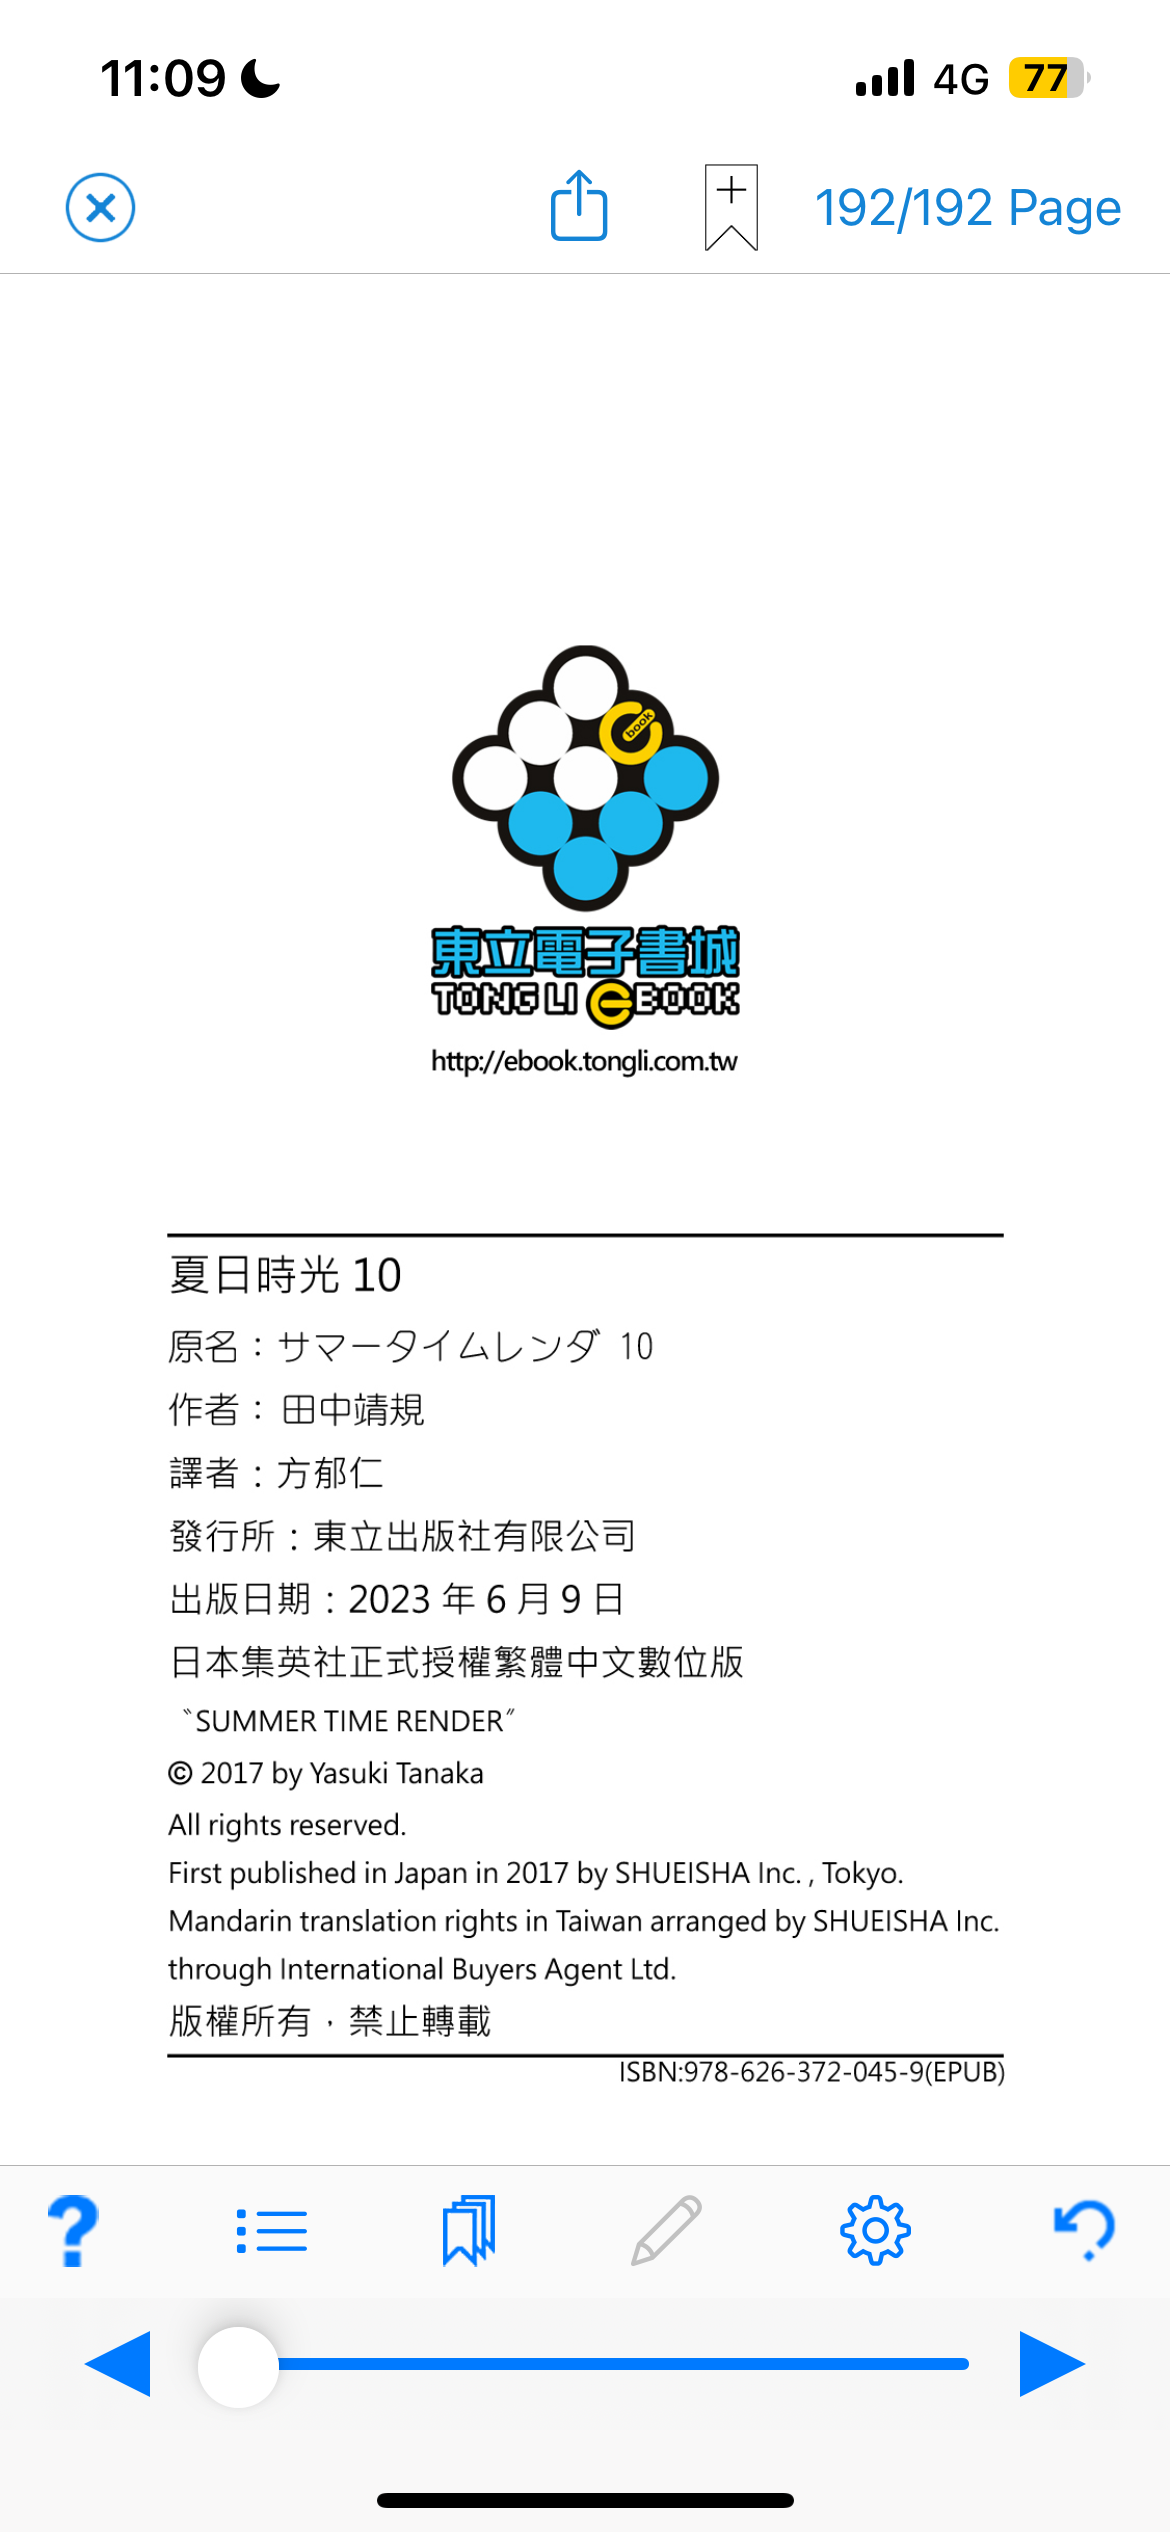 11:09
4G
77
192/192 Page
book
東立電子書城
TONG LI eBOOK
http://ebook.tongli.com.tw
夏日時光 10
原名：サマータイムレンダ 10
作者：田中靖規
譯者：方郁仁
發行所：東立出版社有限公司
出版日期：2023 年 6 月 9 日
日本集英社正式授權繁體中文數位版
〝SUMMER TIME RENDER〞
© 2017 by Yasuki Tanaka
All rights reserved.
First published in Japan in 2017 by SHUEISHA Inc. , Tokyo.
Mandarin translation rights in Taiwan arranged by SHUEISHA Inc.
through International Buyers Agent Ltd.
版權所有，禁止轉載
ISBN:978-626-372-045-9(EPUB)